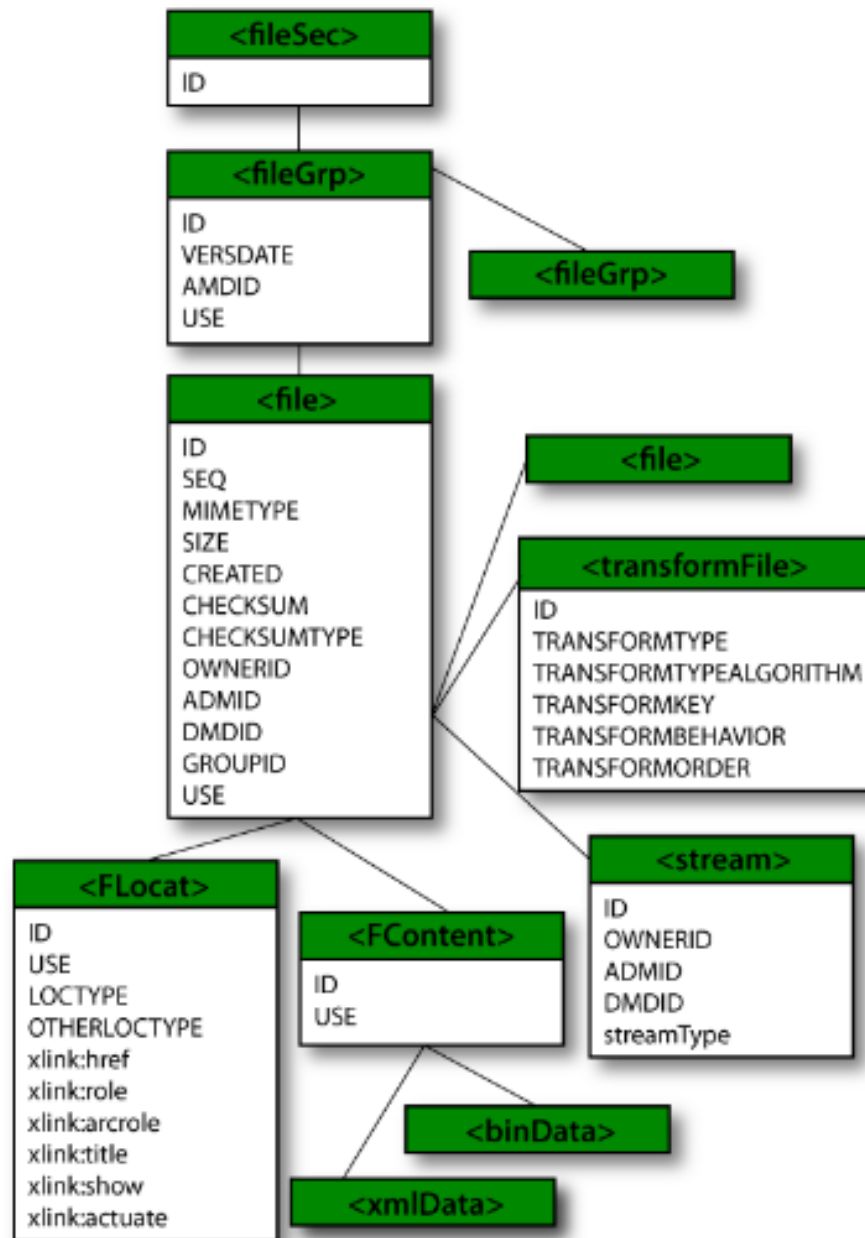 <fileSec>
ID
<fileGrp>
ID
VERSDATE
AMDID
USE
<fileGrp>
<file>
ID
SEQ
MIMETYPE
SIZE
CREATED
CHECKSUM
CHECKSUMTYPE
OWNERID
ADMID
DMDID
GROUPID
USE
<file>
<transformFile>
ID
TRANSFORMTYPE
TRANSFORMTYPEALGORITHM
TRANSFORMKEY
TRANSFORMBEHAVIOR
TRANSFORMORDER
<stream>
ID
OWNERID
ADMID
DMDID
streamType
<FLocat>
ID
USE
LOCTYPE
OTHERLOCTYPE
xlink:href
xlink:role
xlink:arcrole
xlink:title
xlink:show
xlink:actuate
<FContent>
ID
USE
<binData>
<xmlData>